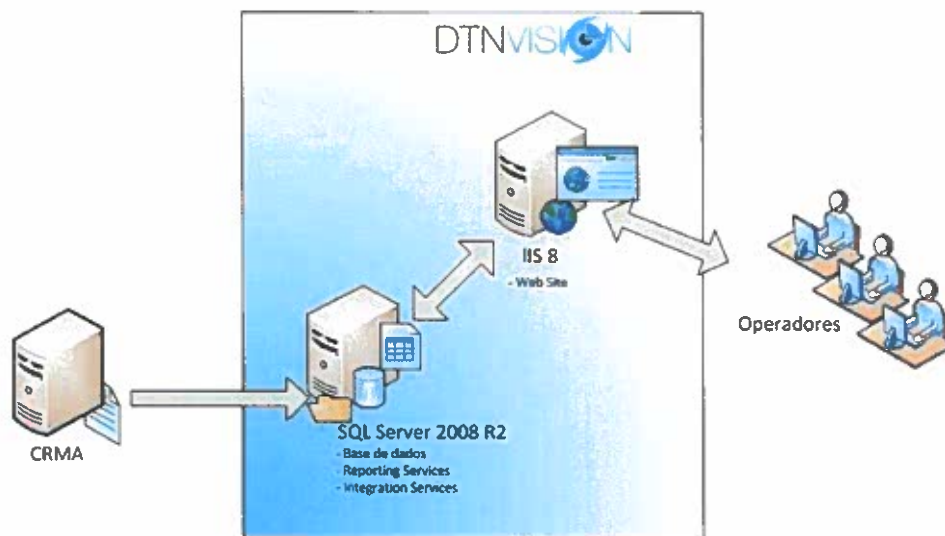 DTNVISION
IIS 8
- Web Site
Operadores
CRMA
SQL Server 2008 R2
- Base de dados
- Reporting Services
- Integration Services